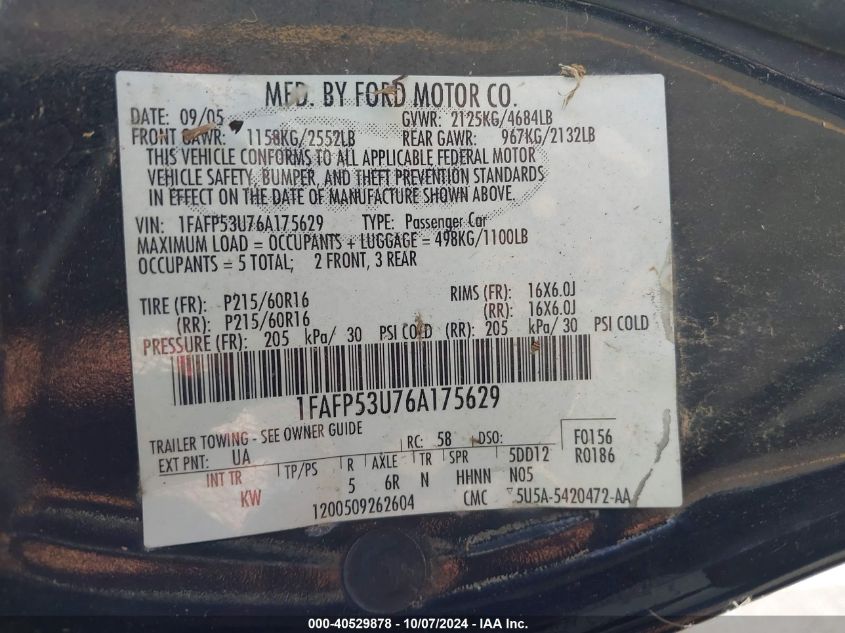 MFD. BY FORD MOTOR CO.
DATE: 09/05 GVWR: 2125KG/4684LB
FRONT GAWR: 1158KG/2552LB REAR GAWR: 967KG/2132LB
THIS VEHICLE CONFORMS TO ALL APPLICABLE FEDERAL MOTOR
VEHICLE SAFETY, BUMPER, AND THEFT PREVENTION STANDARDS
IN EFFECT ON THE DATE OF MANUFACTURE SHOWN ABOVE.
VIN: 1FAFP53U76A175629 TYPE: Passenger Car
MAXIMUM LOAD = OCCUPANTS + LUGGAGE = 498KG/1100LB
OCCUPANTS = 5 TOTAL; 2 FRONT, 3 REAR
TIRE (FR): P215/60R16 RIMS (FR): 16X6.0J
(RR): P215/60R16 (RR): 16X6.0J
PRESSURE (FR): 205 kPa/ 30 PSI COLD (RR): 205 kPa/ 30 PSI COLD
1FAFP53U76A175629
TRAILER TOWING - SEE OWNER GUIDE RC: 58 DSO: F0156
EXT PNT: UA R0186
INT TR TP/PS R AXLE TR SPR 5DD12
KW 5 6R N HHNN N05
1200509262604 CMC 5U5A-5420472-AA
000-40529878 - 10/07/2024 - IAA Inc.